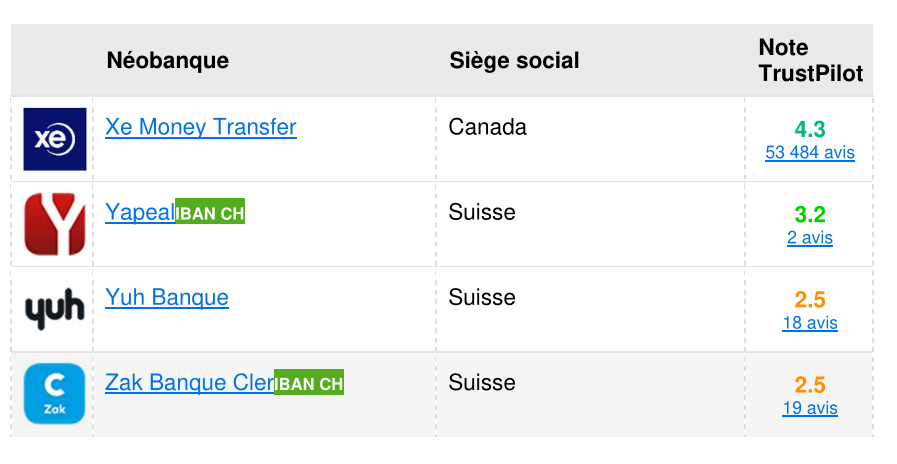 Néobanque
Siège social
Note
TrustPilot
xe
Xe Money Transfer
Canada
4.3
53 484 avis
Y
YapealIBAN CH
Suisse
3.2
2 avis
yuh
Yuh Banque
Suisse
2.5
18 avis
C
Zak
Zak Banque ClerIBAN CH
Suisse
2.5
19 avis